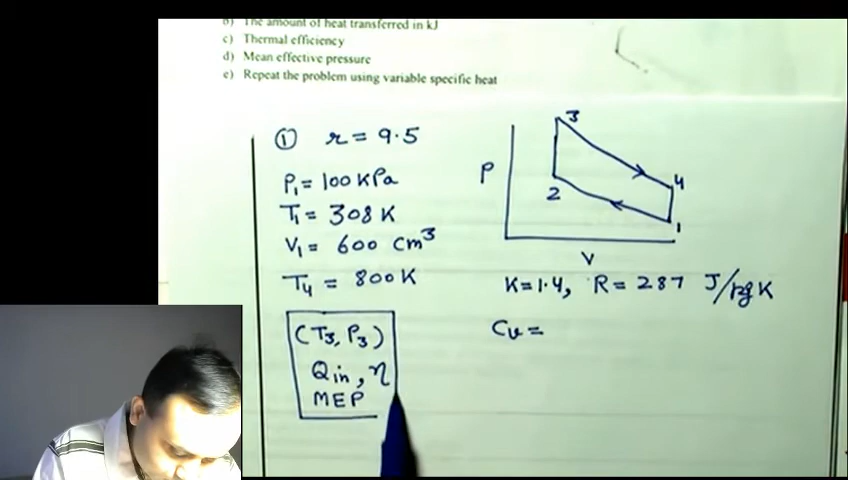 b) The amount of heat transferred in kJ
c) Thermal efficiency
d) Mean effective pressure
e) Repeat the problem using variable specific heat
① r = 9.5
P₁ = 100 KPa
T₁ = 308 K
V₁ = 600 cm³
T₄ = 800 K
(T₃, P₃)
Qin, η
MEP
P
3
2
4
1
V
K = 1.4, R = 287 J/kg K
Cv =